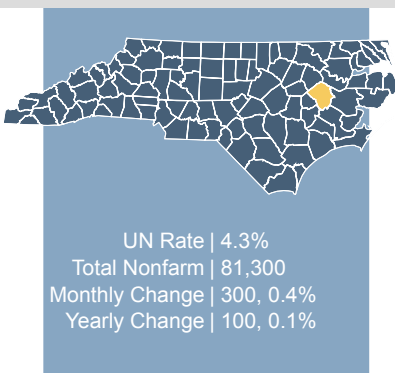 UN Rate | 4.3%
Total Nonfarm | 81,300
Monthly Change | 300, 0.4%
Yearly Change | 100, 0.1%